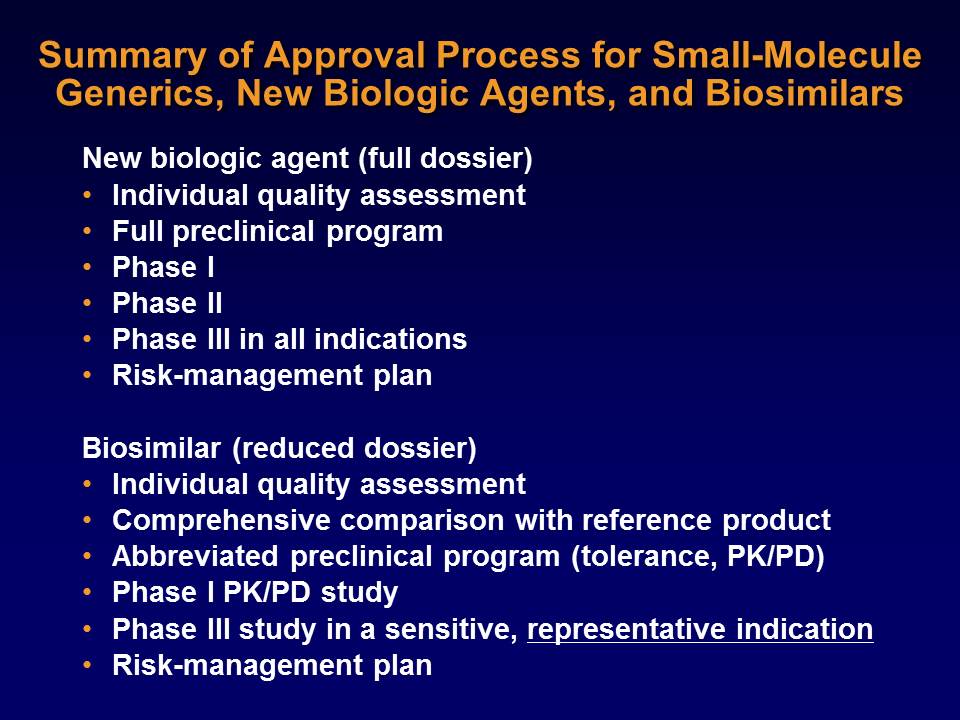 Summary of Approval Process for Small-Molecule
Generics, New Biologic Agents, and Biosimilars
New biologic agent (full dossier)
• Individual quality assessment
• Full preclinical program
• Phase I
• Phase II
• Phase III in all indications
• Risk-management plan
Biosimilar (reduced dossier)
• Individual quality assessment
• Comprehensive comparison with reference product
• Abbreviated preclinical program (tolerance, PK/PD)
• Phase I PK/PD study
• Phase III study in a sensitive, representative indication
• Risk-management plan